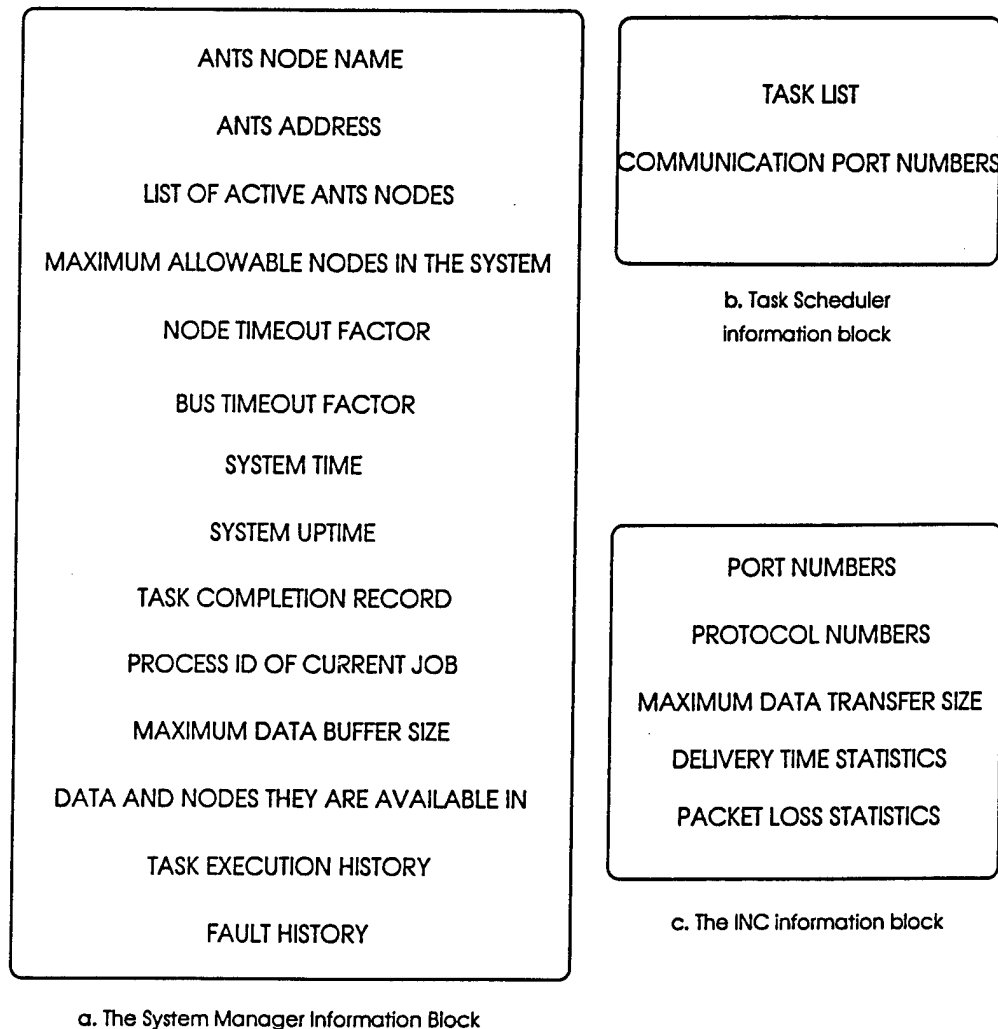 ANTS NODE NAME
ANTS ADDRESS
LIST OF ACTIVE ANTS NODES
MAXIMUM ALLOWABLE NODES IN THE SYSTEM
NODE TIMEOUT FACTOR
BUS TIMEOUT FACTOR
SYSTEM TIME
SYSTEM UPTIME
TASK COMPLETION RECORD
PROCESS ID OF CURRENT JOB
MAXIMUM DATA BUFFER SIZE
DATA AND NODES THEY ARE AVAILABLE IN
TASK EXECUTION HISTORY
FAULT HISTORY
a. The System Manager Information Block
TASK LIST
COMMUNICATION PORT NUMBERS
b. Task Scheduler
information block
PORT NUMBERS
PROTOCOL NUMBERS
MAXIMUM DATA TRANSFER SIZE
DELIVERY TIME STATISTICS
PACKET LOSS STATISTICS
c. The INC information block